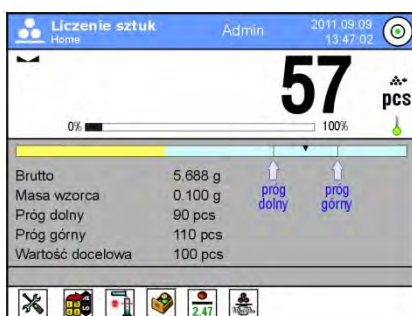 Liczenie sztuk Admin 2011.09.09
Home 13:47:02
57
pcs
0% 100%
Brutto 5.688 g
Masa wzorca 0.100 g
Próg dolny 90 pcs
Próg górny 110 pcs
Wartość docelowa 100 pcs
próg dolny
próg górny
2.47